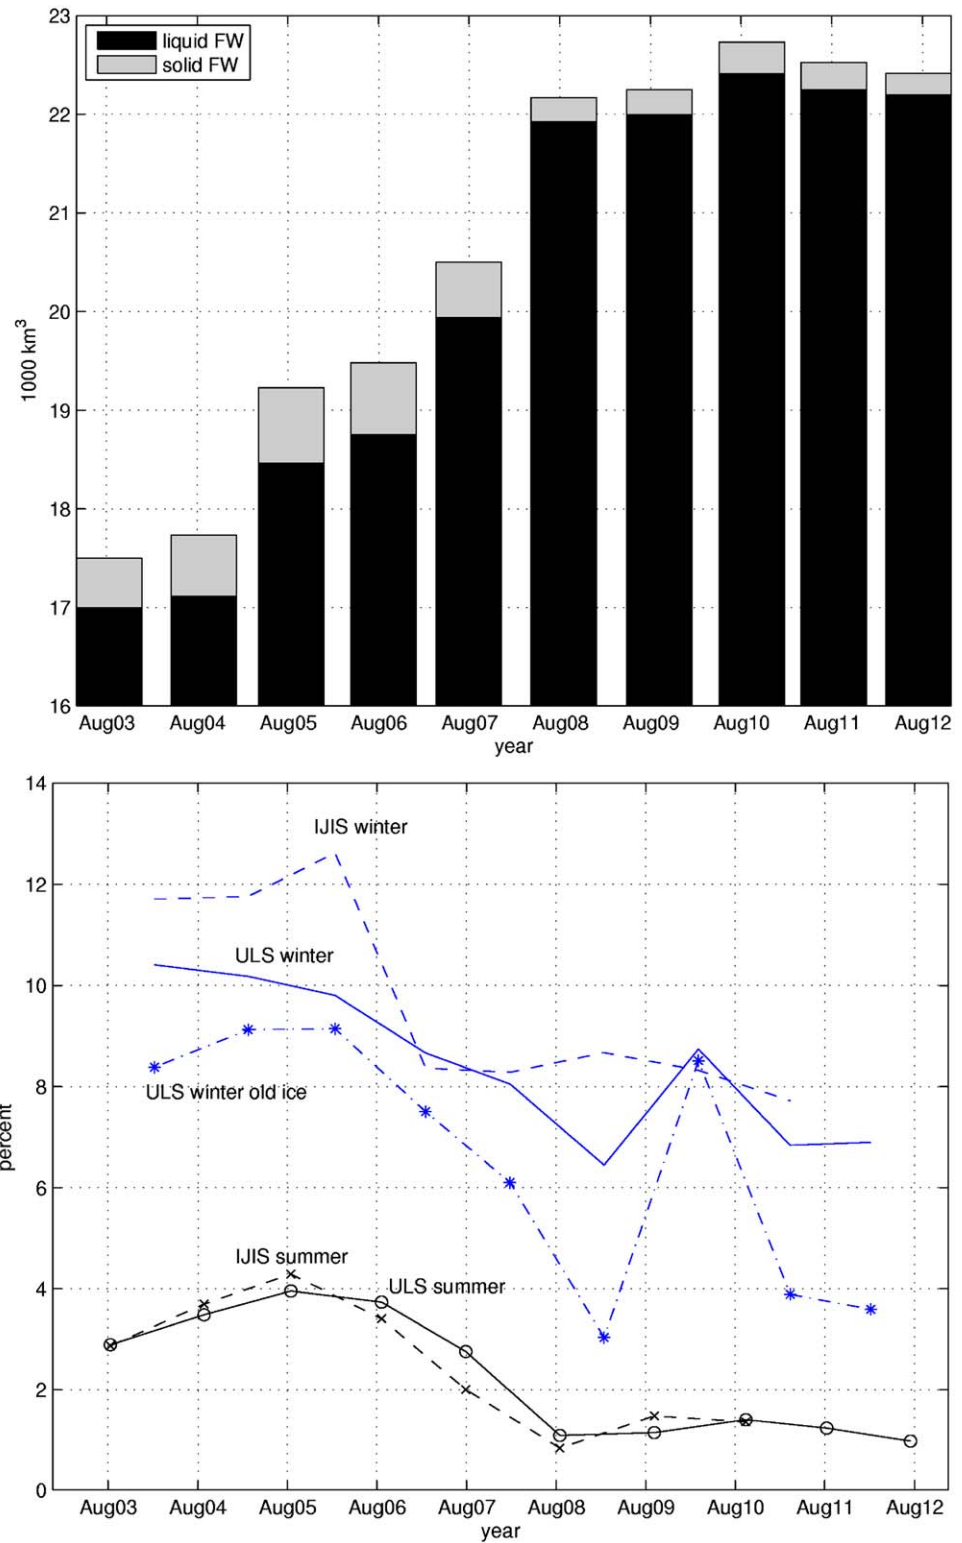 23
22
21
20
19
18
17
16
1000 km³
liquid FW
solid FW
Aug03 Aug04 Aug05 Aug06 Aug07 Aug08 Aug09 Aug10 Aug11 Aug12
year
14
12
10
8
6
4
2
0
percent
IJIS winter
ULS winter
ULS winter old ice
IJIS summer
ULS summer
Aug03 Aug04 Aug05 Aug06 Aug07 Aug08 Aug09 Aug10 Aug11 Aug12
year